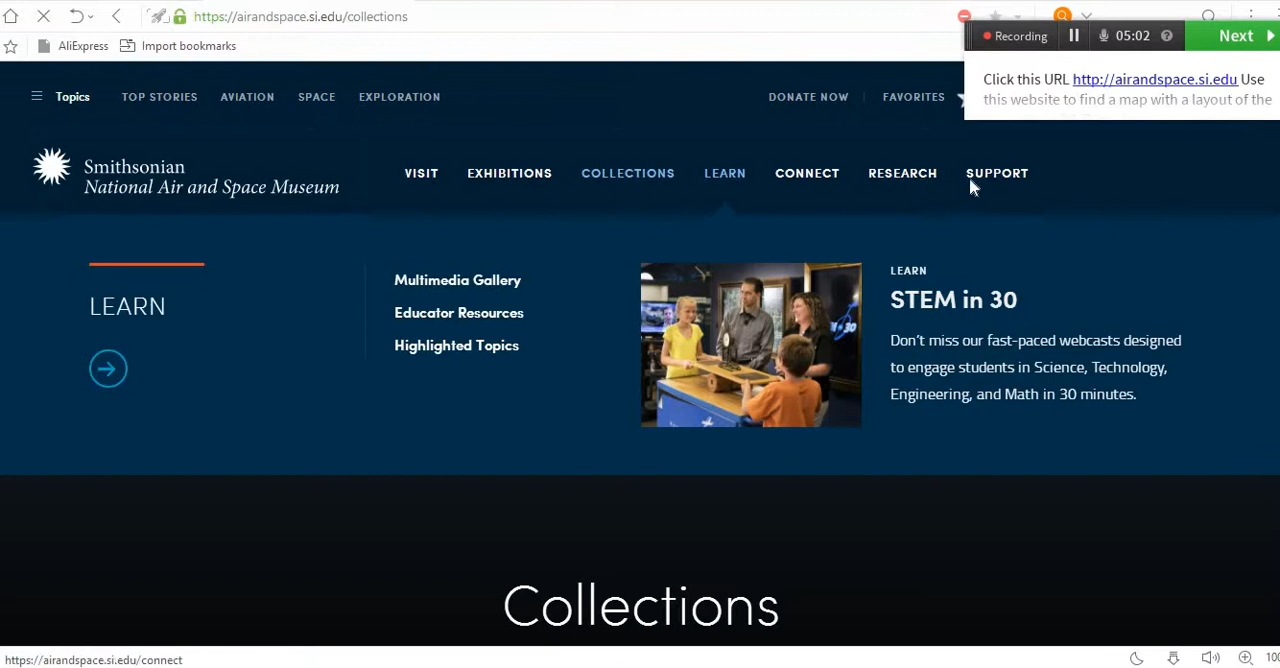 https://airandspace.si.edu/collections
AliExpress Import bookmarks
Recording 05:02 Next
Click this URL http://airandspace.si.edu Use
this website to find a map with a layout of the
Topics TOP STORIES AVIATION SPACE EXPLORATION DONATE NOW FAVORITES
Smithsonian
National Air and Space Museum
VISIT EXHIBITIONS COLLECTIONS LEARN CONNECT RESEARCH SUPPORT
LEARN
Multimedia Gallery
Educator Resources
Highlighted Topics
LEARN
STEM in 30
Don't miss our fast-paced webcasts designed
to engage students in Science, Technology,
Engineering, and Math in 30 minutes.
Collections
https://airandspace.si.edu/connect